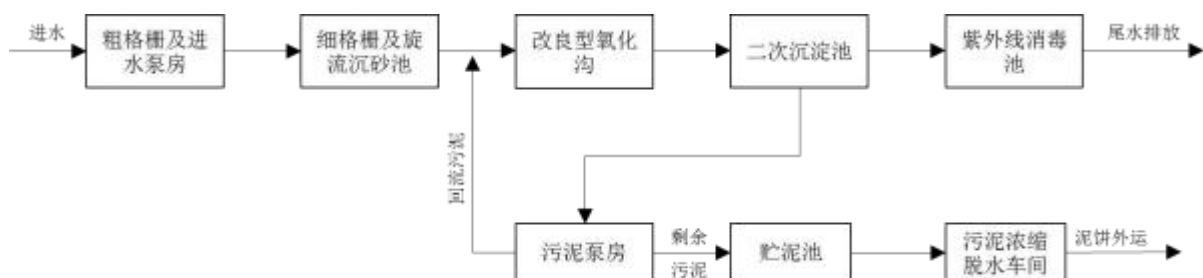 进水
粗格栅及进
水泵房
细格栅及旋
流沉砂池
改良型氧化
沟
二次沉淀池
紫外线消毒
池
尾水排放
回流污泥
污泥泵房
剩余
污泥
贮泥池
污泥浓缩
脱水车间
泥饼外运